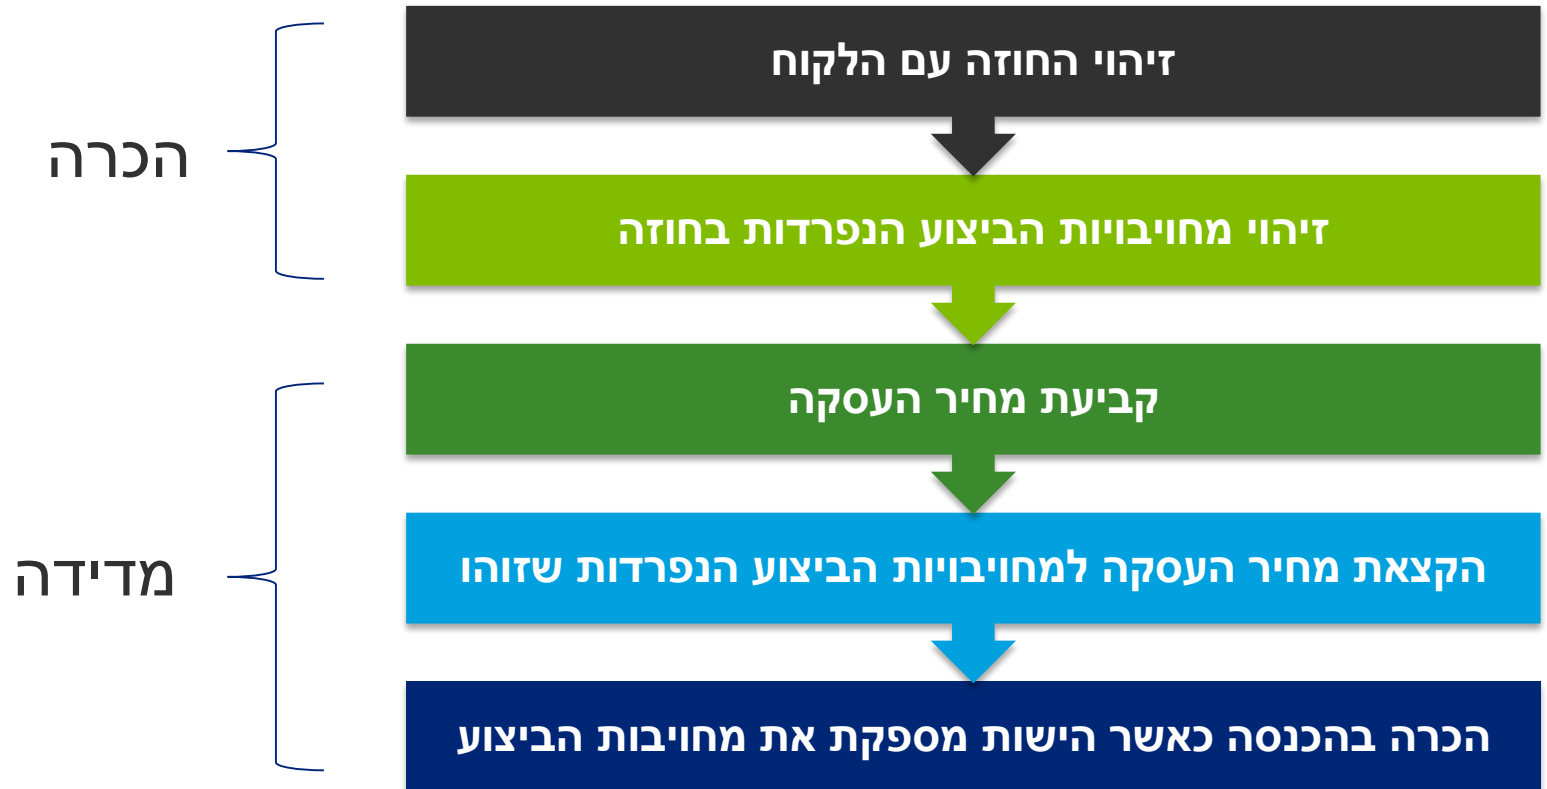 הכרה
זיהוי החוזה עם הלקוח
זיהוי מחויבויות הביצוע הנפרדות בחוזה
מדידה
קביעת מחיר העסקה
הקצאת מחיר העסקה למחויבויות הביצוע הנפרדות שזוהו
הכרה בהכנסה כאשר הישות מספקת את מחויבות הביצוע